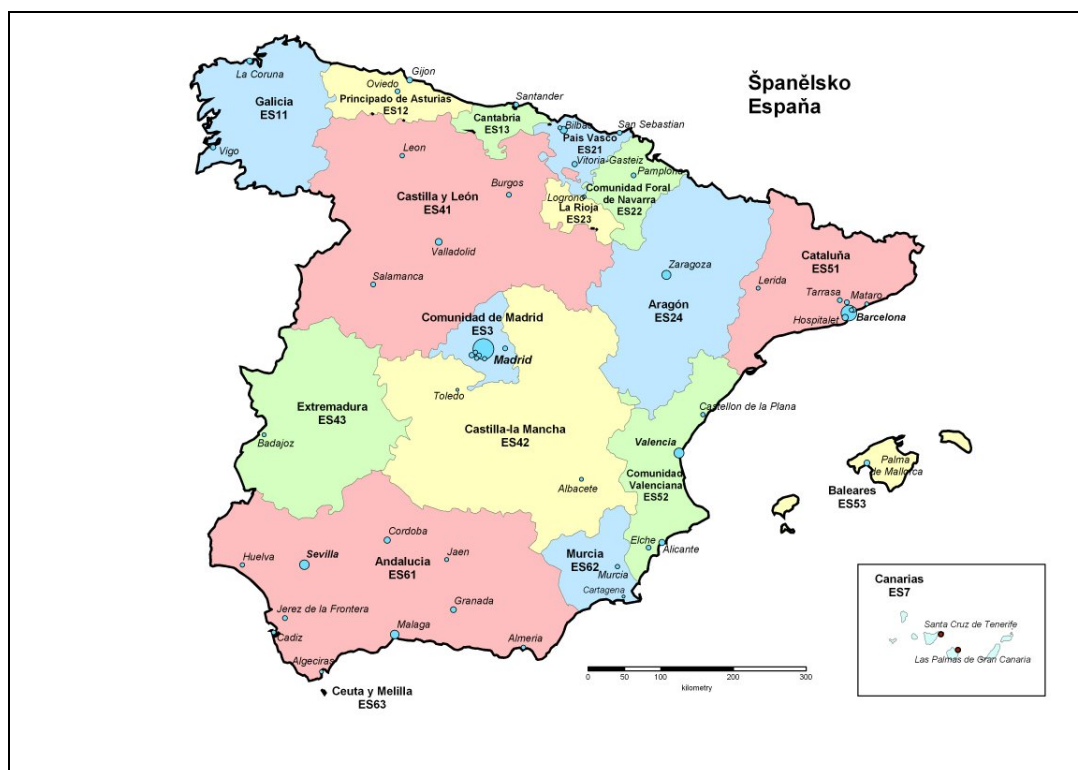 Španělsko
España
La Coruna
Galicia
ES11
Vigo
Gijon
Oviedo
Principado de Asturias
ES12
Santander
Cantabria
ES13
Bilbao
San Sebastian
Pais Vasco
ES21
Vitoria-Gasteiz
Pamplona
Comunidad Foral
de Navarra
ES22
Logrono
La Rioja
ES23
Leon
Burgos
Castilla y León
ES41
Valladolid
Salamanca
Zaragoza
Aragón
ES24
Cataluña
ES51
Lerida
Tarrasa
Mataro
Hospitalet
Barcelona
Comunidad de Madrid
ES3
Madrid
Toledo
Extremadura
ES43
Badajoz
Castilla-la Mancha
ES42
Albacete
Castellon de la Plana
Valencia
Comunidad
Valenciana
ES52
Elche
Alicante
Palma
de Mallorca
Baleares
ES53
Cordoba
Huelva
Sevilla
Andalucia
ES61
Jaen
Murcia
ES62
Murcia
Cartagena
Jerez de la Frontera
Granada
Cadiz
Malaga
Almeria
Algeciras
Ceuta y Melilla
ES63
0 50 100 200 300
kilometry
Canarias
ES7
Santa Cruz de Tenerife
Las Palmas de Gran Canaria